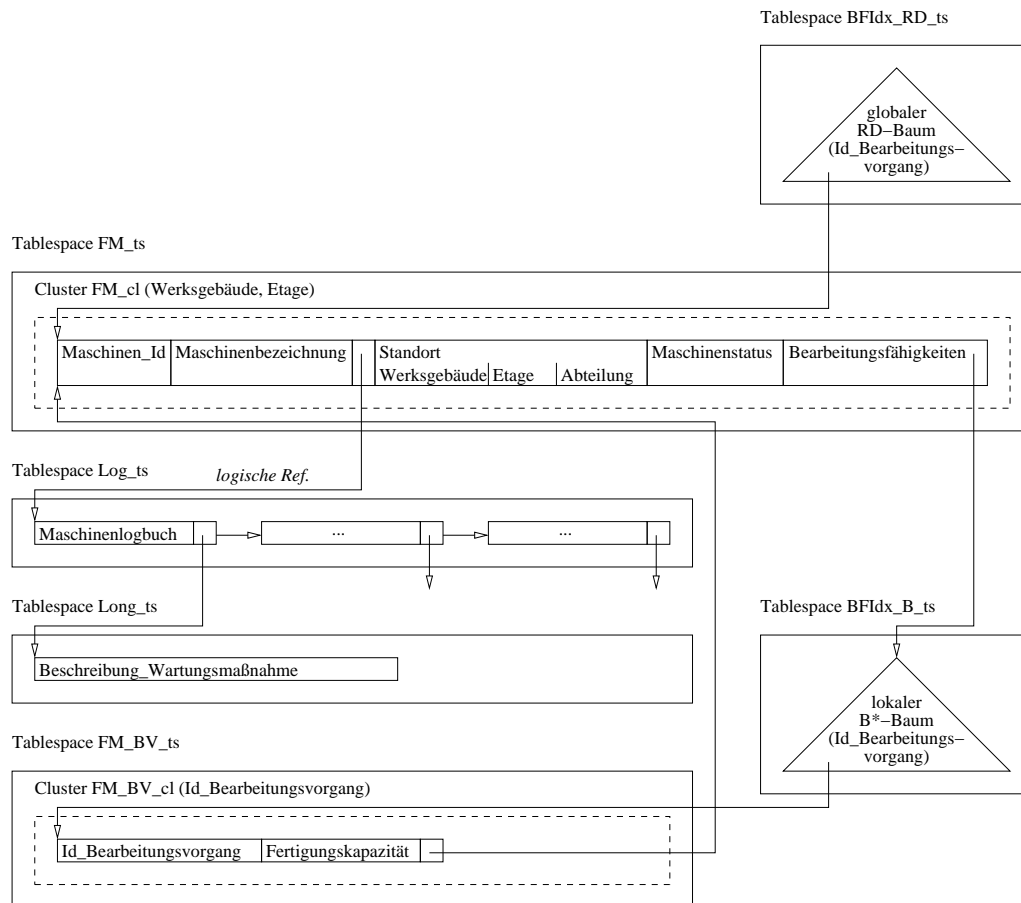 Tablespace BFIdx_RD_ts
globaler
RD−Baum
(Id_Bearbeitungs−
vorgang)
Tablespace FM_ts
Cluster FM_cl (Werksgebäude, Etage)
Maschinen_Id Maschinenbezeichnung Standort Maschinenstatus Bearbeitungsfähigkeiten
Werksgebäude Etage Abteilung
Tablespace Log_ts logische Ref.
Maschinenlogbuch ... ...
Tablespace Long_ts
Beschreibung_Wartungsmaßnahme
Tablespace BFIdx_B_ts
lokaler
B*−Baum
(Id_Bearbeitungs−
vorgang)
Tablespace FM_BV_ts
Cluster FM_BV_cl (Id_Bearbeitungsvorgang)
Id_Bearbeitungsvorgang Fertigungskapazität